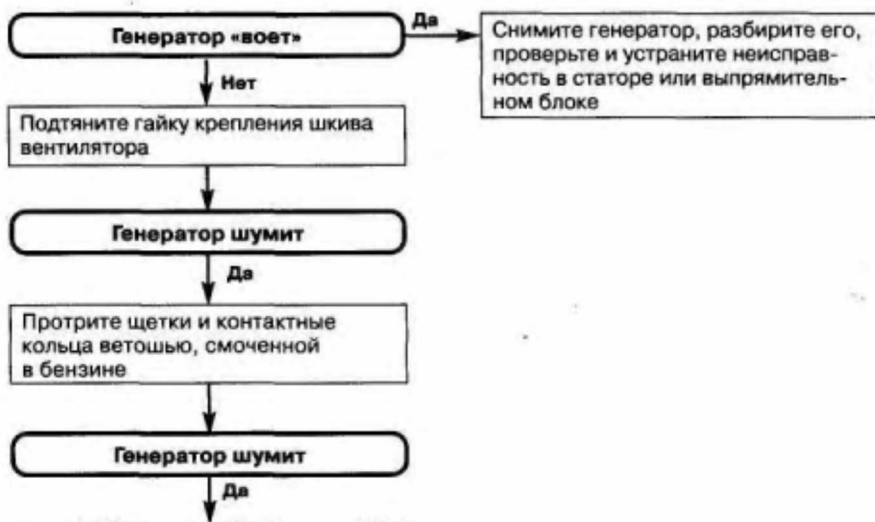 Генератор «воет»
Да
Снимите генератор, разбирите его,
проверьте и устраните неисправ-
ность в статоре или выпрямитель-
ном блоке
Нет
Подтяните гайку крепления шкива
вентилятора
Генератор шумит
Да
Протрите щетки и контактные
кольца ветошью, смоченной
в бензине
Генератор шумит
Да